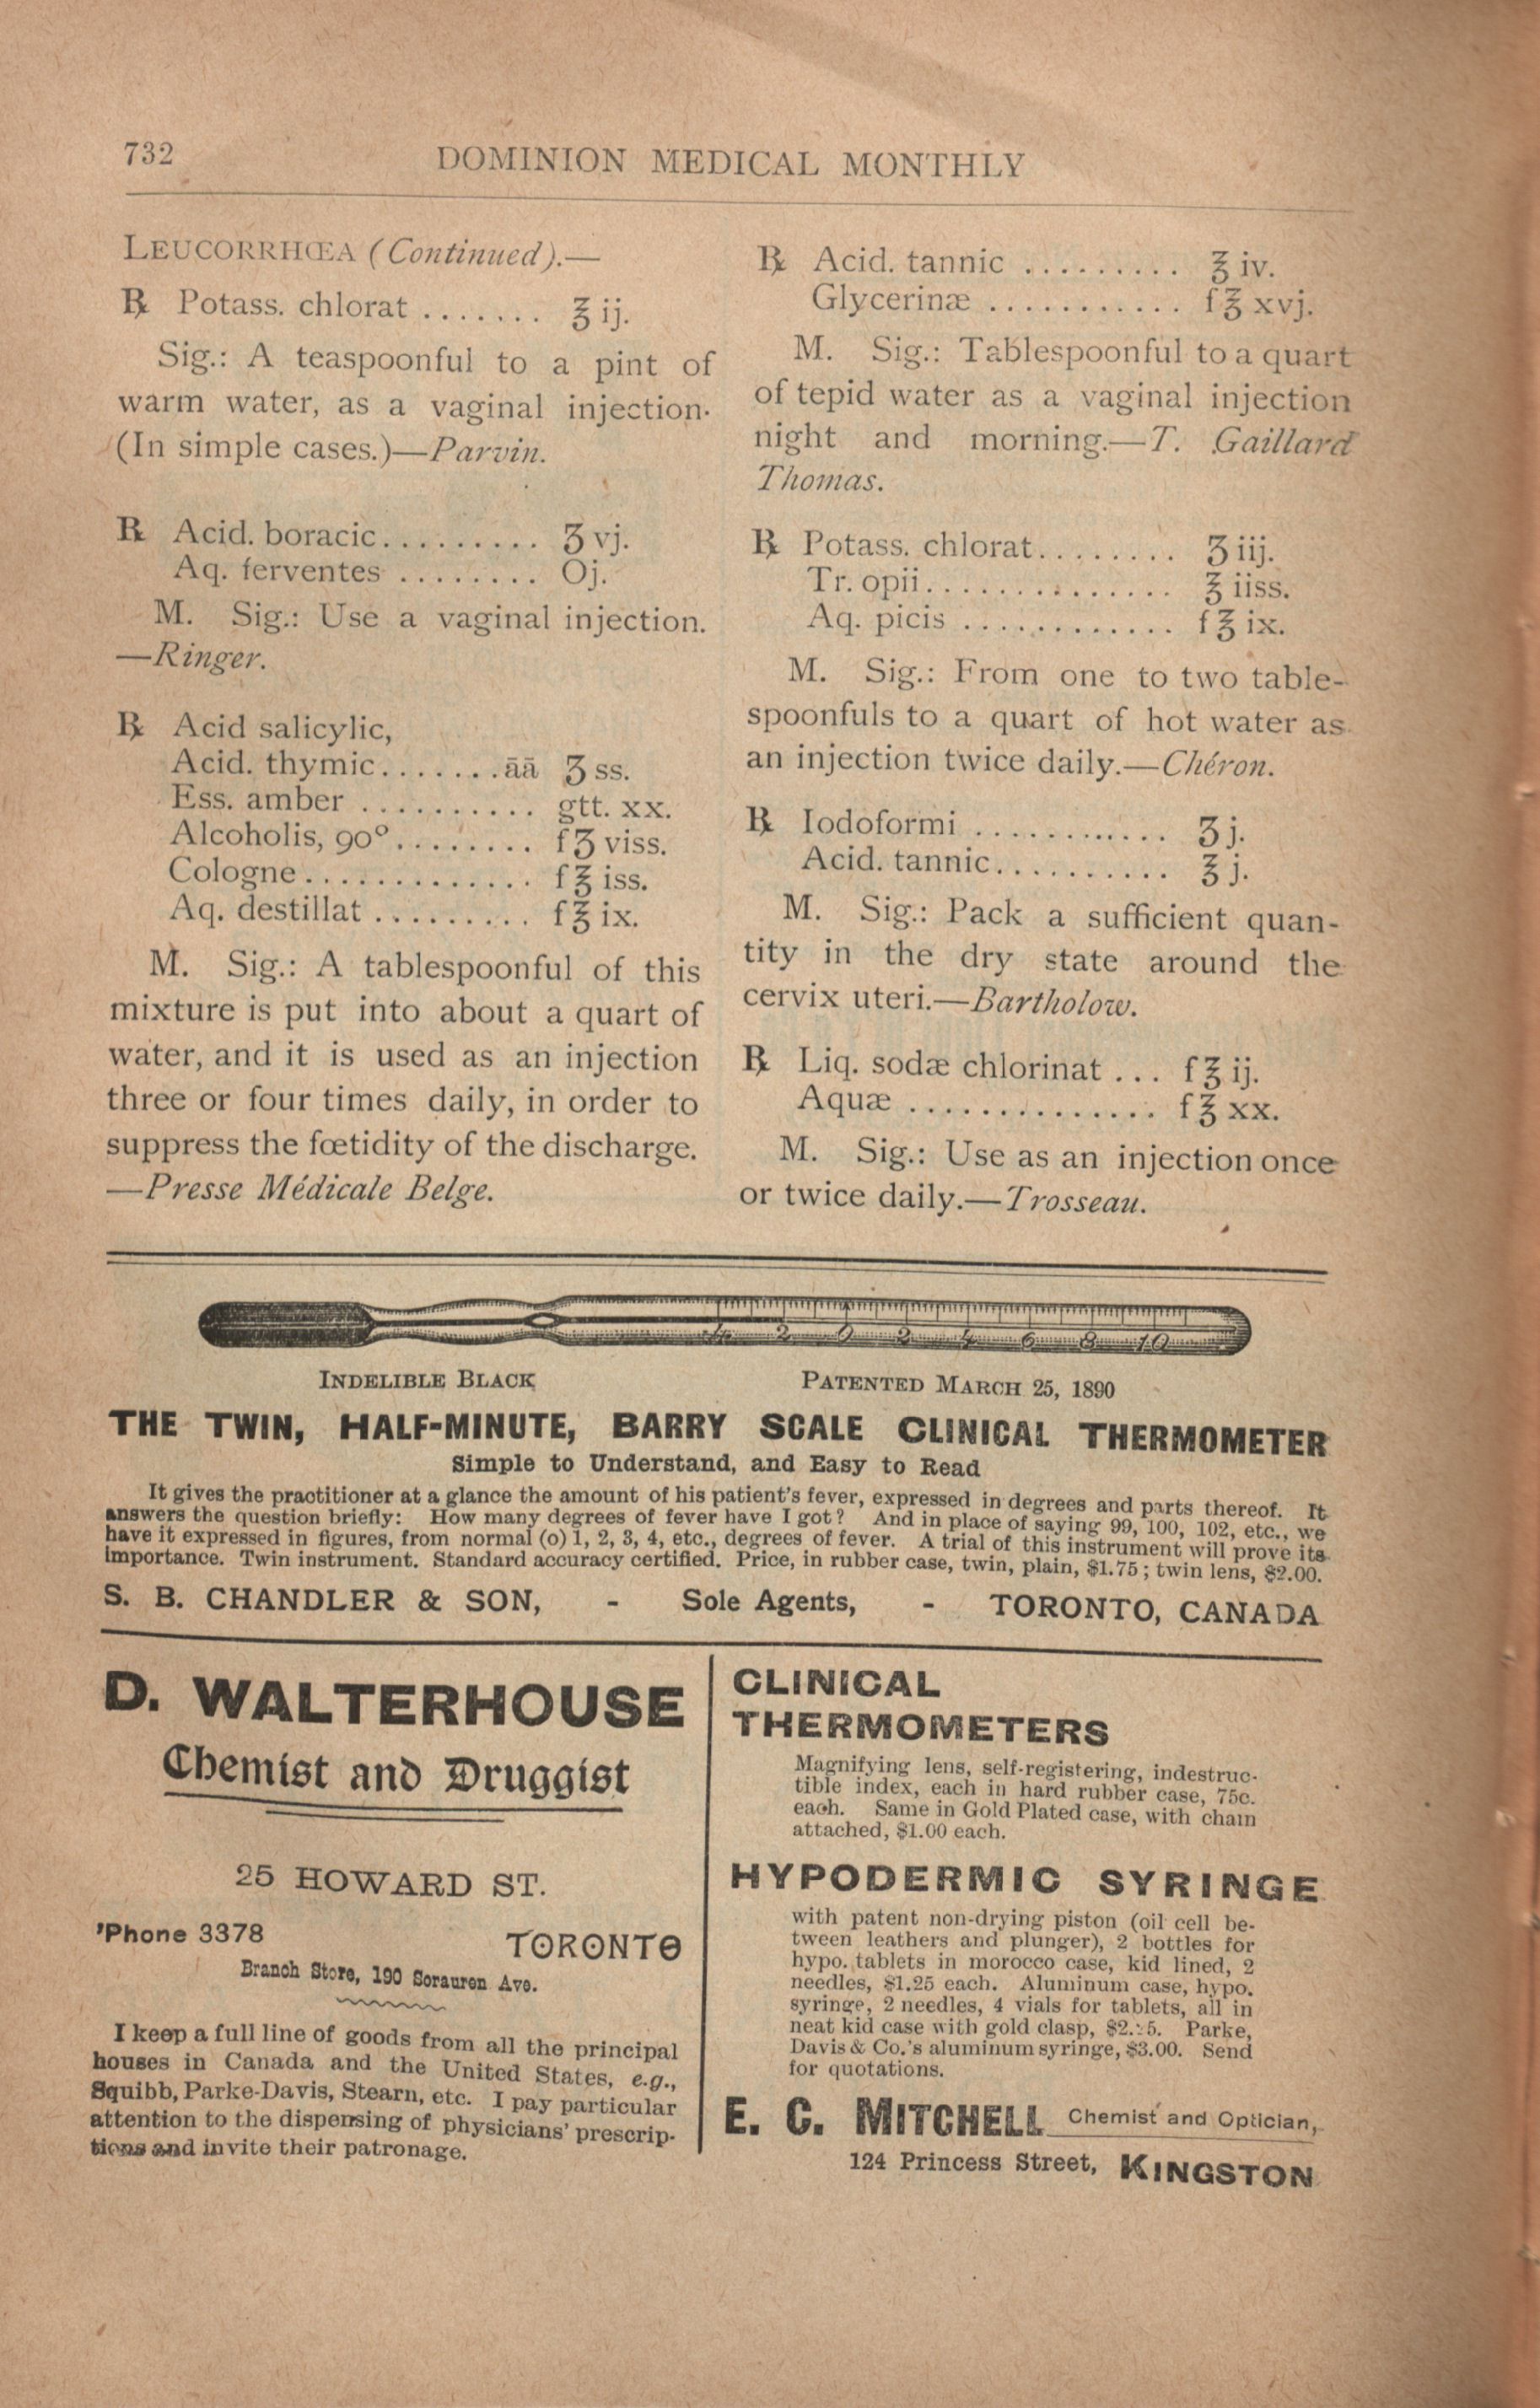 732
DOMINION MEDICAL MONTHLY
LEUCORRHŒA (Continued).—
℞ Potass. chlorat ....... ℥ ij.
Sig.: A teaspoonful to a pint of
warm water, as a vaginal injection.
(In simple cases.)—Parvin.
℞ Acid. boracic......... ʒ vj.
Aq. ferventes ........ Oj.
M. Sig.: Use a vaginal injection.
—Ringer.
℞ Acid salicylic,
Acid. thymic.......āā ʒ ss.
Ess. amber .......... gtt. xx.
Alcoholis, 90°........ f ʒ viss.
Cologne............. f ℥ iss.
Aq. destillat ......... f ℥ ix.
M. Sig.: A tablespoonful of this
mixture is put into about a quart of
water, and it is used as an injection
three or four times daily, in order to
suppress the fœtidity of the discharge.
—Presse Médicale Belge.
℞ Acid. tannic ......... ℥ iv.
Glycerinæ ........... f ℥ xvj.
M. Sig.: Tablespoonful to a quart
of tepid water as a vaginal injection
night and morning.—T. Gaillard
Thomas.
℞ Potass. chlorat........ ʒ iij.
Tr. opii.............. ℥ iiss.
Aq. picis ............ f ℥ ix.
M. Sig.: From one to two table-
spoonfuls to a quart of hot water as
an injection twice daily.—Chéron.
℞ Iodoformi ........... ʒ j.
Acid. tannic.......... ℥ j.
M. Sig.: Pack a sufficient quan-
tity in the dry state around the
cervix uteri.—Bartholow.
℞ Liq. sodæ chlorinat ... f ℥ ij.
Aquæ .............. f ℥ xx.
M. Sig.: Use as an injection once
or twice daily.—Trosseau.
2 0 2 4 6 8 10
INDELIBLE BLACK
PATENTED MARCH 25, 1890
THE TWIN, HALF-MINUTE, BARRY SCALE CLINICAL THERMOMETER
Simple to Understand, and Easy to Read
It gives the practitioner at a glance the amount of his patient's fever, expressed in degrees and parts thereof. It
answers the question briefly: How many degrees of fever have I got? And in place of saying 99, 100, 102, etc., we
have it expressed in figures, from normal (o) 1, 2, 3, 4, etc., degrees of fever. A trial of this instrument will prove its
importance. Twin instrument. Standard accuracy certified. Price, in rubber case, twin, plain, $1.75; twin lens, $2.00.
S. B. CHANDLER & SON, - Sole Agents, - TORONTO, CANADA
D. WALTERHOUSE
Chemist and Druggist
25 HOWARD ST.
'Phone 3378
TORONTO
Branch Store, 190 Sorauren Ave.
I keep a full line of goods from all the principal
houses in Canada and the United States, e.g.,
Squibb, Parke-Davis, Stearn, etc. I pay particular
attention to the dispensing of physicians' prescrip-
tions and invite their patronage.
CLINICAL
THERMOMETERS
Magnifying lens, self-registering, indestruc-
tible index, each in hard rubber case, 75c.
each. Same in Gold Plated case, with chain
attached, $1.00 each.
HYPODERMIC SYRINGE
with patent non-drying piston (oil cell be-
tween leathers and plunger), 2 bottles for
hypo. tablets in morocco case, kid lined, 2
needles, $1.25 each. Aluminum case, hypo.
syringe, 2 needles, 4 vials for tablets, all in
neat kid case with gold clasp, Parke,
Davis & Co.'s aluminum syringe, $3.00. Send
for quotations.
E. C. MITCHELL Chemist and Optician,
124 Princess Street, KINGSTON